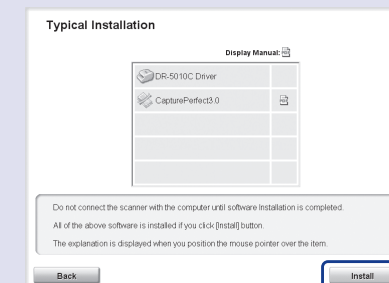 Typical Installation
Display Manual:
DR-5010C Driver
CapturePerfect3.0
Do not connect the scanner with the computer until software Installation is completed.
All of the above software is installed if you click [Install] button.
The explanation is displayed when you position the mouse pointer over the item.
Back
Install